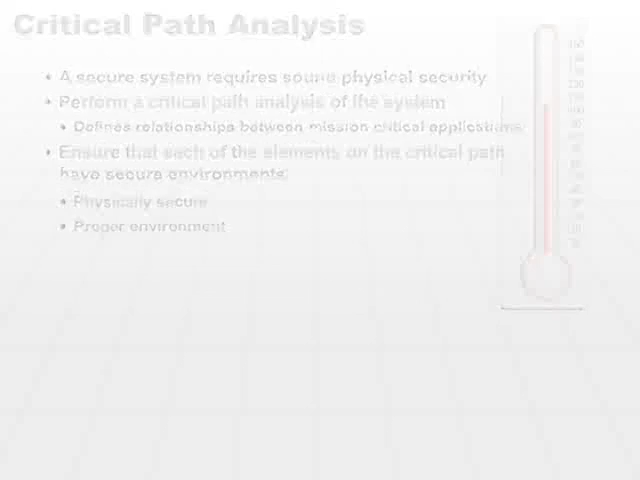 Critical Path Analysis
• A secure system requires sound physical security
• Perform a critical path analysis of the system
• Defines relationships between mission critical applications
• Ensure that each of the elements on the critical path
have secure environments
• Physically secure
• Proper environment